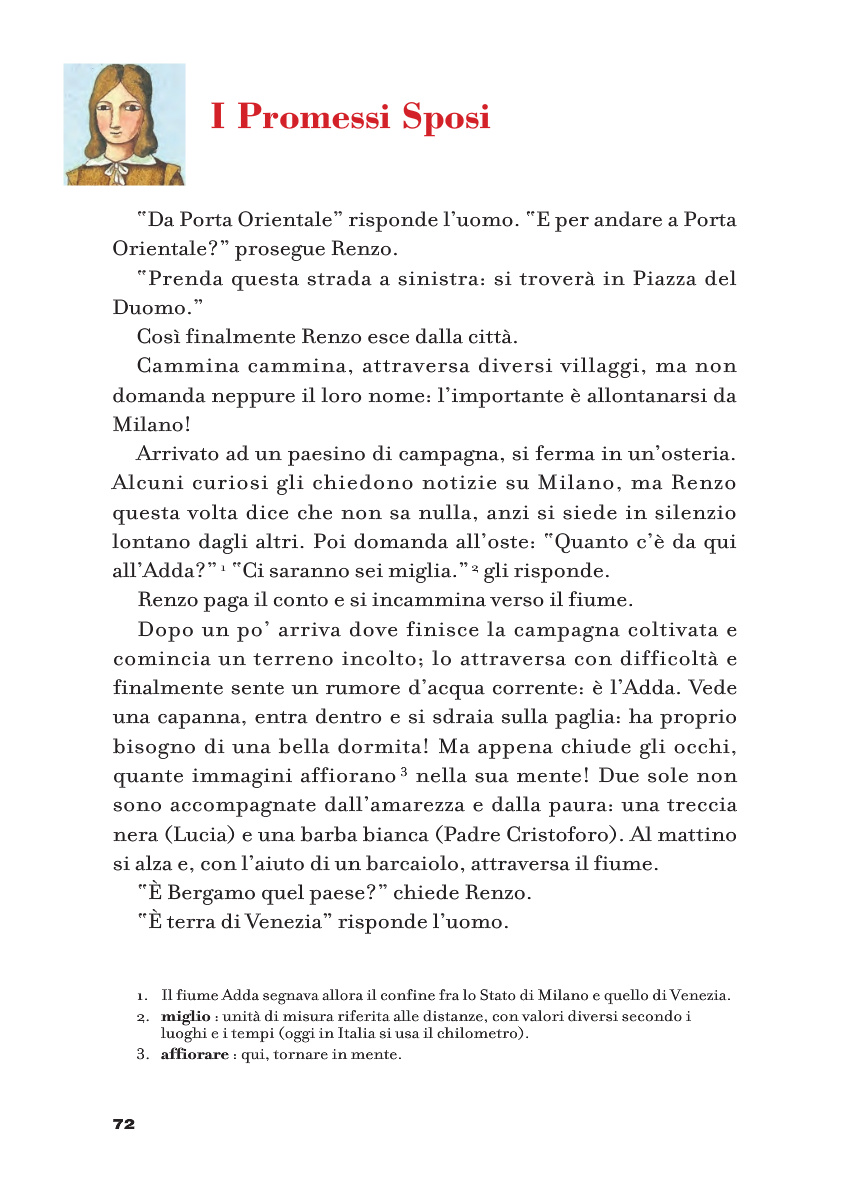 I Promessi Sposi
"Da Porta Orientale" risponde l'uomo. "E per andare a Porta
Orientale?" prosegue Renzo.
"Prenda questa strada a sinistra: si troverà in Piazza del
Duomo."
Così finalmente Renzo esce dalla città.
Cammina cammina, attraversa diversi villaggi, ma non
domanda neppure il loro nome: l'importante è allontanarsi da
Milano!
Arrivato ad un paesino di campagna, si ferma in un'osteria.
Alcuni curiosi gli chiedono notizie su Milano, ma Renzo
questa volta dice che non sa nulla, anzi si siede in silenzio
lontano dagli altri. Poi domanda all'oste: "Quanto c'è da qui
all'Adda?" 1 "Ci saranno sei miglia." 2 gli risponde.
Renzo paga il conto e si incammina verso il fiume.
Dopo un po' arriva dove finisce la campagna coltivata e
comincia un terreno incolto; lo attraversa con difficoltà e
finalmente sente un rumore d'acqua corrente: è l'Adda. Vede
una capanna, entra dentro e si sdraia sulla paglia: ha proprio
bisogno di una bella dormita! Ma appena chiude gli occhi,
quante immagini affiorano 3 nella sua mente! Due sole non
sono accompagnate dall'amarezza e dalla paura: una treccia
nera (Lucia) e una barba bianca (Padre Cristoforo). Al mattino
si alza e, con l'aiuto di un barcaiolo, attraversa il fiume.
"È Bergamo quel paese?" chiede Renzo.
"È terra di Venezia" risponde l'uomo.
1. Il fiume Adda segnava allora il confine fra lo Stato di Milano e quello di Venezia.
2. miglio : unità di misura riferita alle distanze, con valori diversi secondo i
luoghi e i tempi (oggi in Italia si usa il chilometro).
3. affiorare : qui, tornare in mente.
72